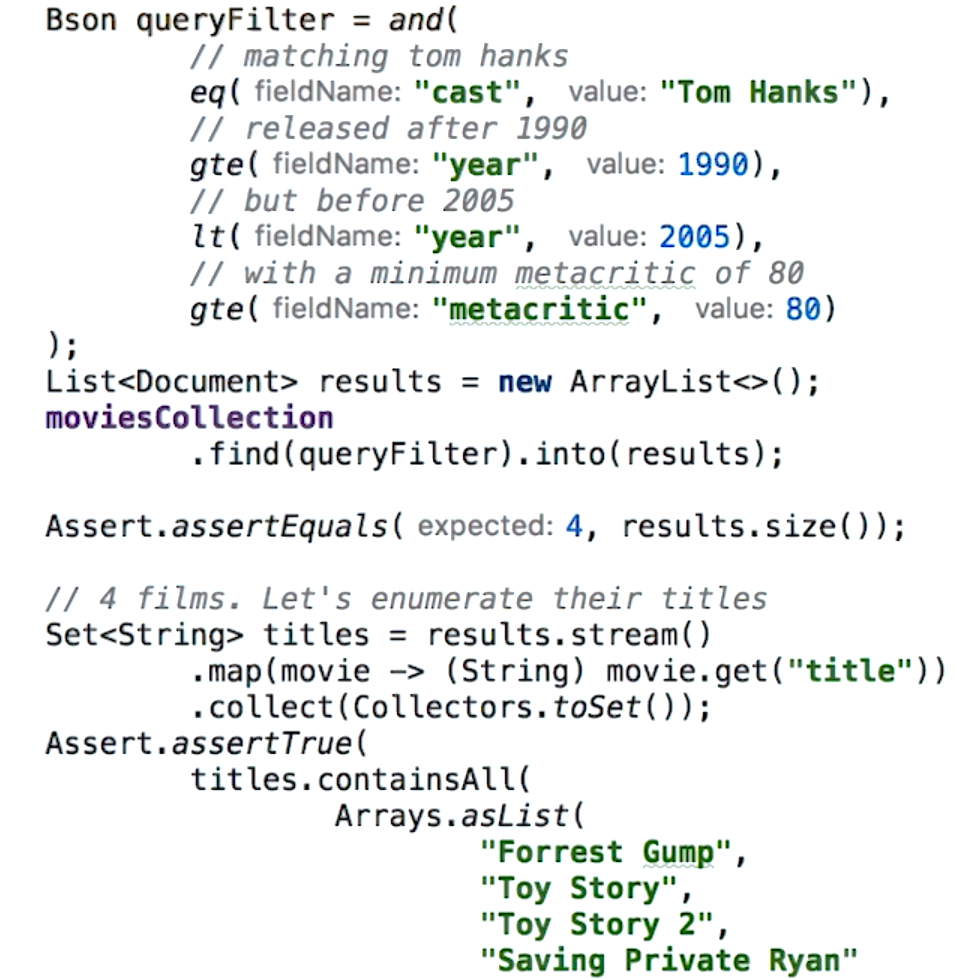 Bson queryFilter = and(
// matching tom hanks
eq( fieldName: "cast", value: "Tom Hanks"),
// released after 1990
gte( fieldName: "year", value: 1990),
// but before 2005
lt( fieldName: "year", value: 2005),
// with a minimum metacritic of 80
gte( fieldName: "metacritic", value: 80)
);
List<Document> results = new ArrayList<>();
moviesCollection
.find(queryFilter).into(results);
Assert.assertEquals( expected: 4, results.size());
// 4 films. Let's enumerate their titles
Set<String> titles = results.stream()
.map(movie -> (String) movie.get("title"))
.collect(Collectors.toSet());
Assert.assertTrue(
titles.containsAll(
Arrays.asList(
"Forrest Gump",
"Toy Story",
"Toy Story 2",
"Saving Private Ryan"